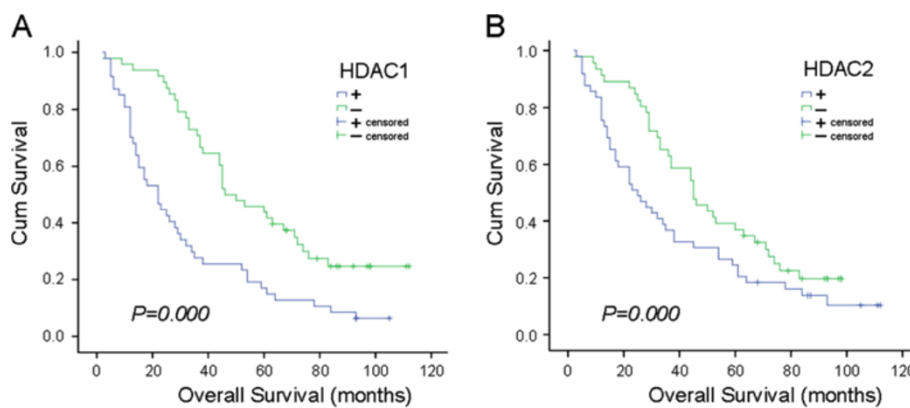 A
HDAC1
+
−
+ censored
− censored
Cum Survival
1.0
0.8
0.6
0.4
0.2
0.0
P=0.000
0 20 40 60 80 100 120
Overall Survival (months)
B
HDAC2
+
−
+ censored
− censored
Cum Survival
1.0
0.8
0.6
0.4
0.2
0.0
P=0.000
0 20 40 60 80 100 120
Overall Survival (months)